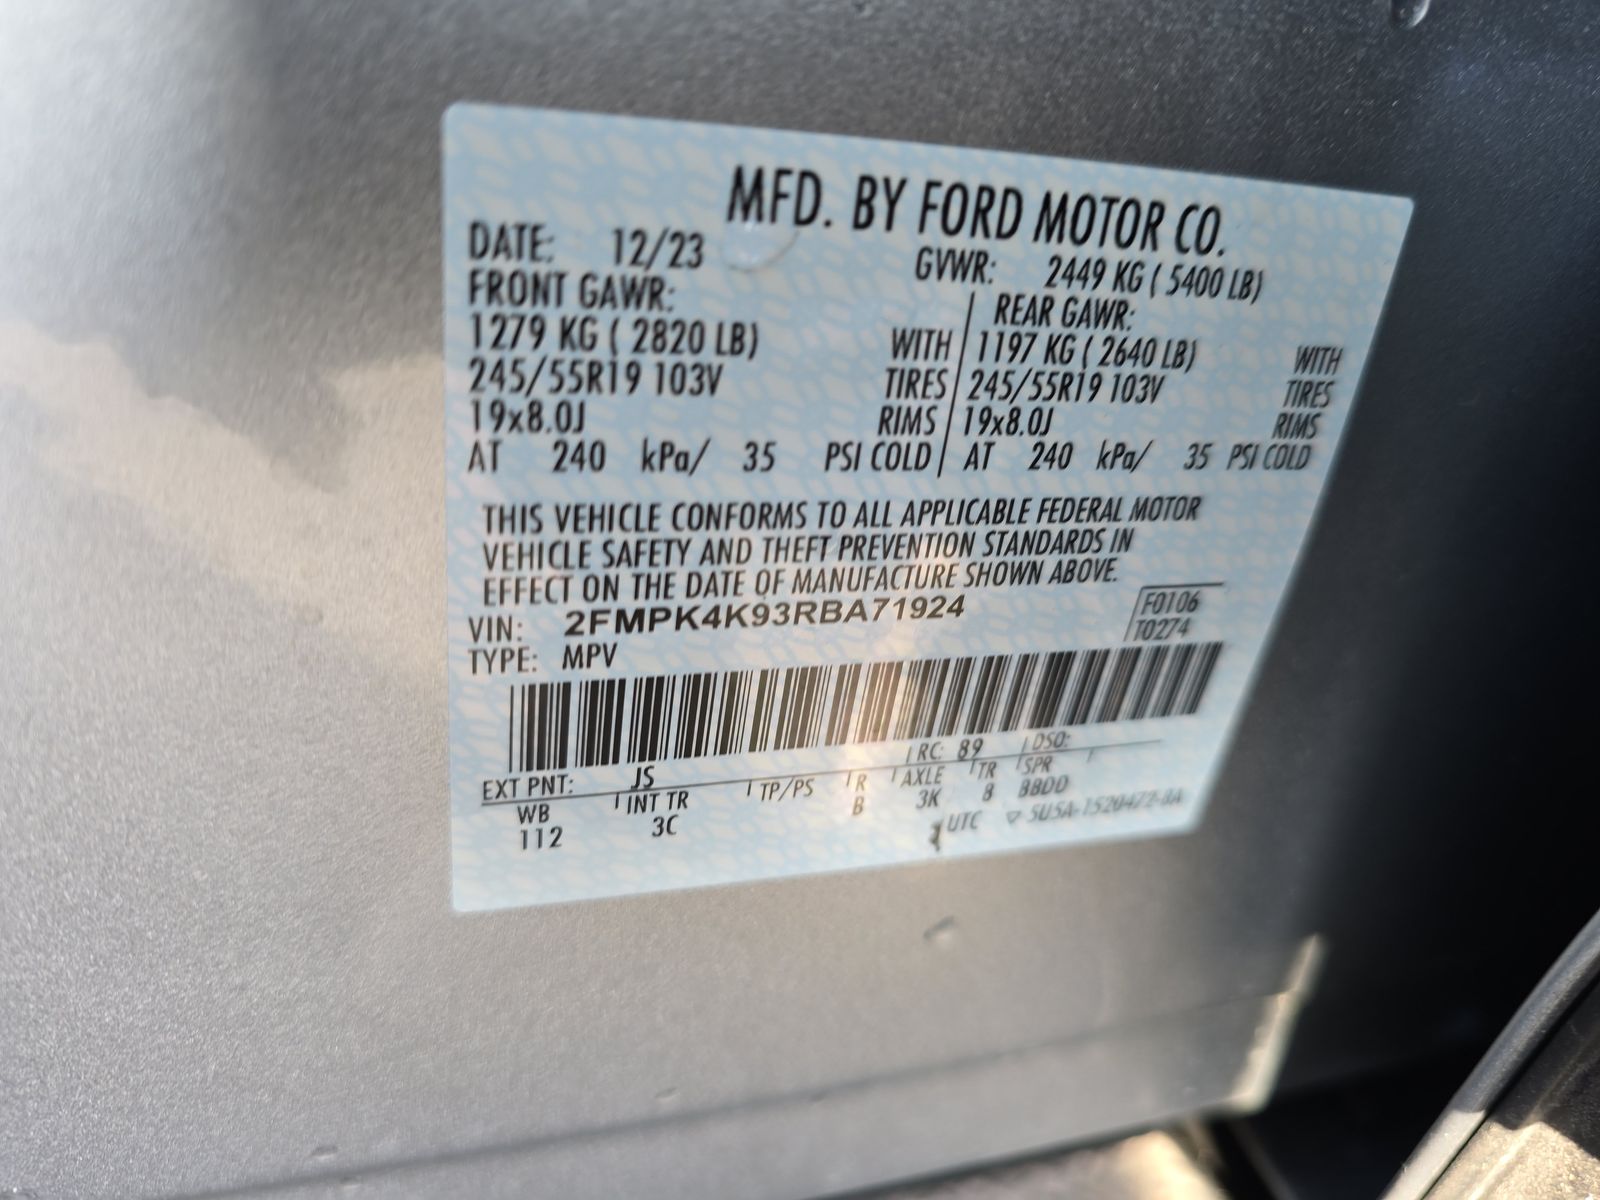 MFD. BY FORD MOTOR CO.
DATE: 12/23 GVWR: 2449 KG ( 5400 LB)
FRONT GAWR: REAR GAWR:
1279 KG ( 2820 LB) WITH 1197 KG ( 2640 LB) WITH
245/55R19 103V TIRES 245/55R19 103V TIRES
19x8.0J RIMS 19x8.0J RIMS
AT 240 kPa/ 35 PSI COLD AT 240 kPa/ 35 PSI COLD
THIS VEHICLE CONFORMS TO ALL APPLICABLE FEDERAL MOTOR
VEHICLE SAFETY AND THEFT PREVENTION STANDARDS IN
EFFECT ON THE DATE OF MANUFACTURE SHOWN ABOVE.
VIN: 2FMPK4K93RBA71924 F0106
TYPE: MPV T0274
EXT PNT: JS RC: 89 DSO:
WB INT TR TP/PS R AXLE TR SPR
112 3C B 3K 8 BBDD
UTC